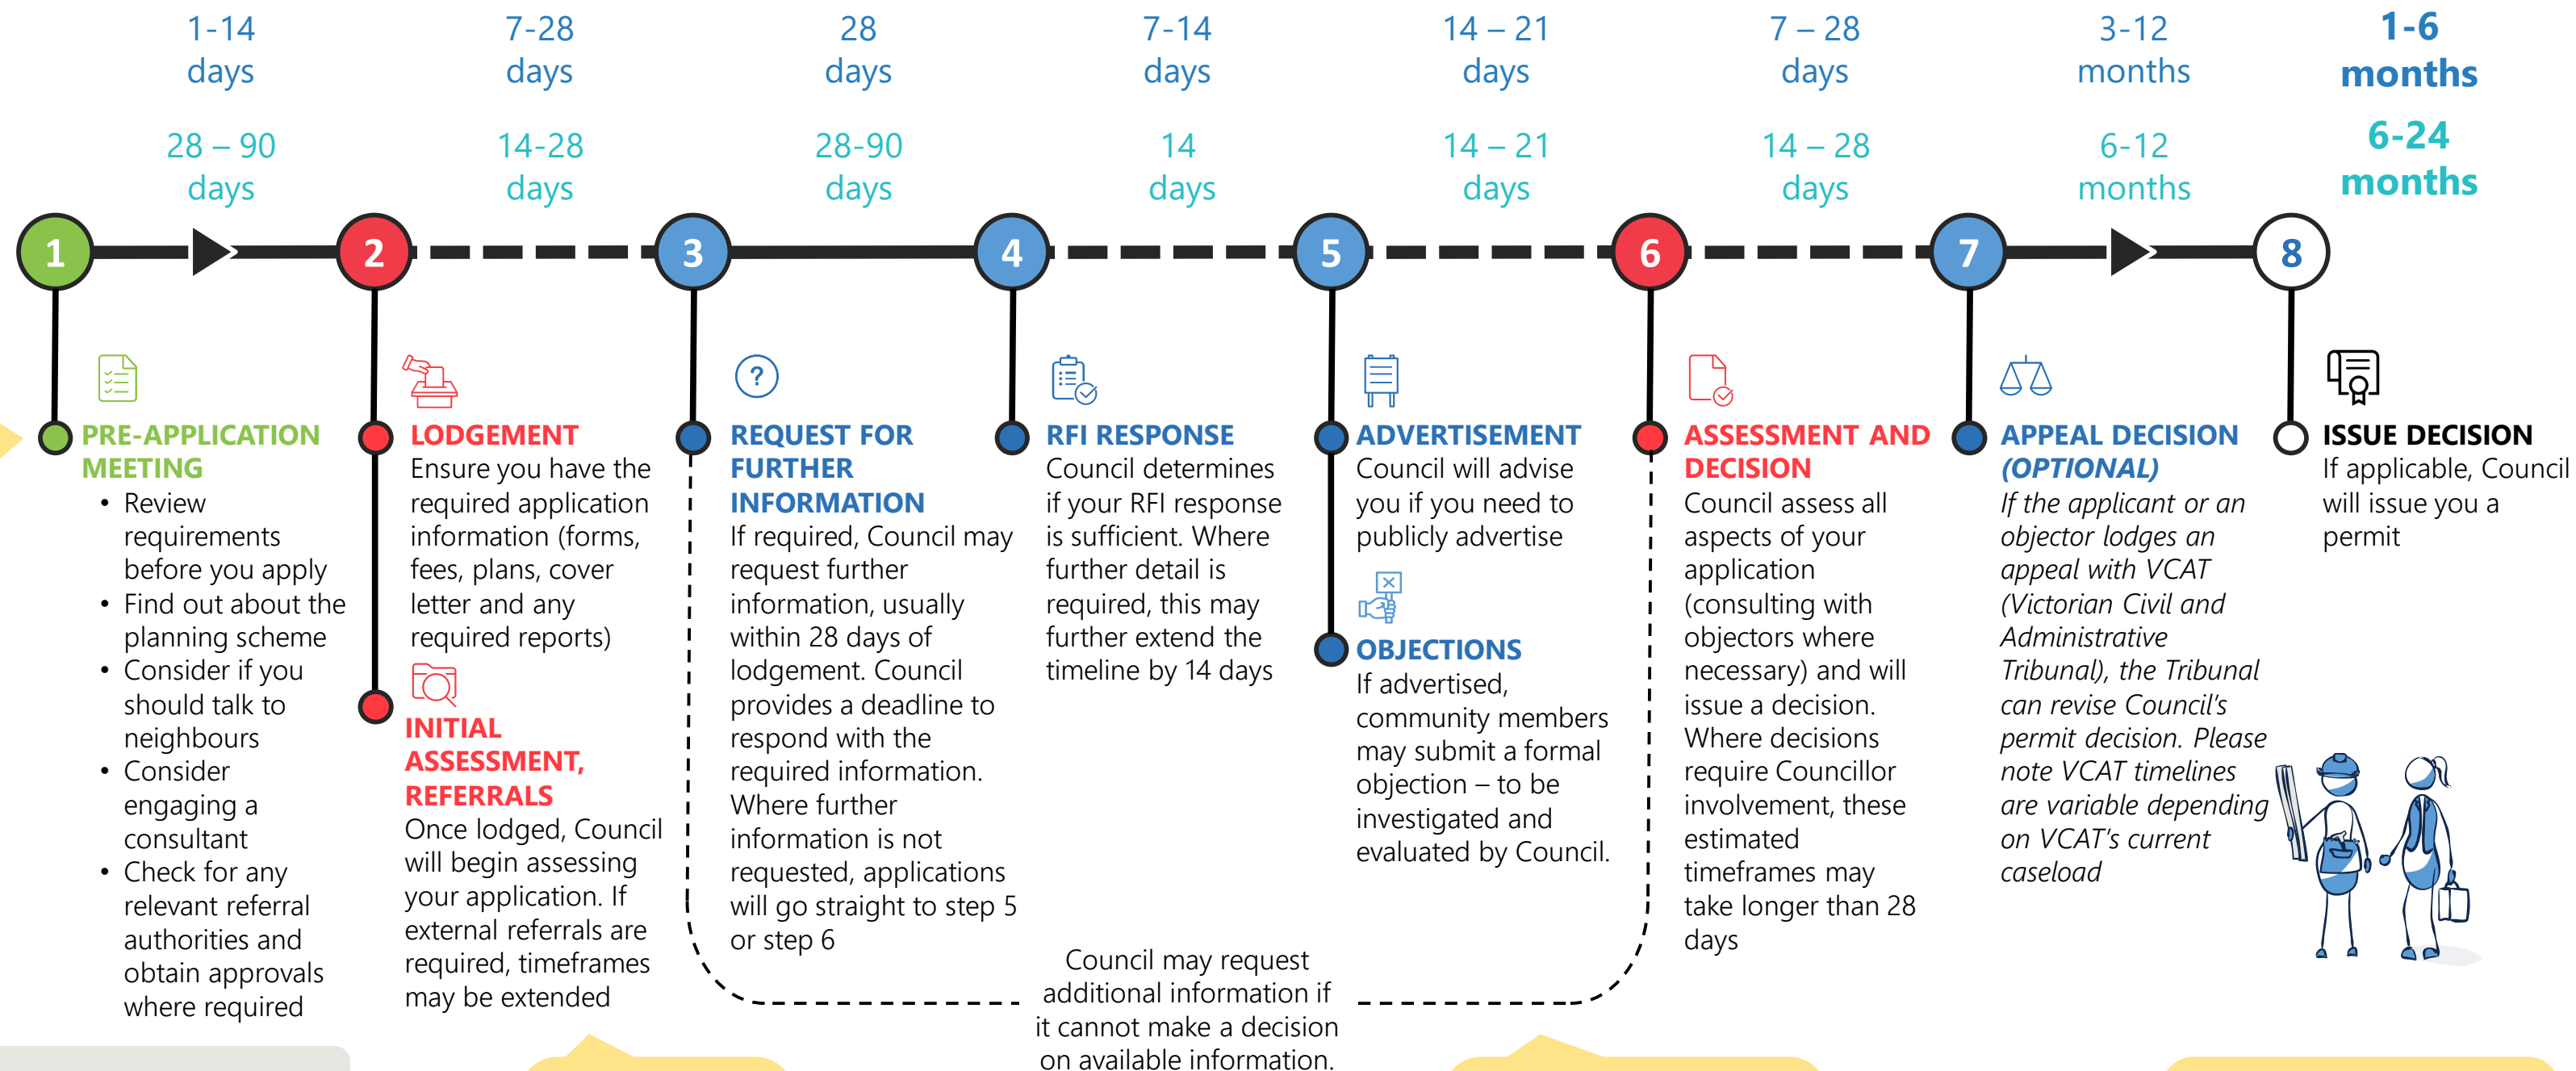 1-14
days
7-28
days
28
days
7-14
days
14 – 21
days
7 – 28
days
3-12
months
1-6
months
28 – 90
days
14-28
days
28-90
days
14
days
14 – 21
days
14 – 28
days
6-12
months
6-24
months
1
2
3
4
5
6
7
8
PRE-APPLICATION
MEETING
• Review
requirements
before you apply
• Find out about the
planning scheme
• Consider if you
should talk to
neighbours
• Consider
engaging a
consultant
• Check for any
relevant referral
authorities and
obtain approvals
where required
LODGEMENT
Ensure you have the
required application
information (forms,
fees, plans, cover
letter and any
required reports)
INITIAL
ASSESSMENT,
REFERRALS
Once lodged, Council
will begin assessing
your application. If
external referrals are
required, timeframes
may be extended
?
REQUEST FOR
FURTHER
INFORMATION
If required, Council may
request further
information, usually
within 28 days of
lodgement. Council
provides a deadline to
respond with the
required information.
Where further
information is not
requested, applications
will go straight to step 5
or step 6
RFI RESPONSE
Council determines
if your RFI response
is sufficient. Where
further detail is
required, this may
further extend the
timeline by 14 days
ADVERTISEMENT
Council will advise
you if you need to
publicly advertise
OBJECTIONS
If advertised,
community members
may submit a formal
objection – to be
investigated and
evaluated by Council.
ASSESSMENT AND
DECISION
Council assess all
aspects of your
application
(consulting with
objectors where
necessary) and will
issue a decision.
Where decisions
require Councillor
involvement, these
estimated
timeframes may
take longer than 28
days
APPEAL DECISION
(OPTIONAL)
If the applicant or an
objector lodges an
appeal with VCAT
(Victorian Civil and
Administrative
Tribunal), the Tribunal
can revise Council's
permit decision. Please
note VCAT timelines
are variable depending
on VCAT's current
caseload
ISSUE DECISION
If applicable, Council
will issue you a
permit
Council may request
additional information if
it cannot make a decision
on available information.